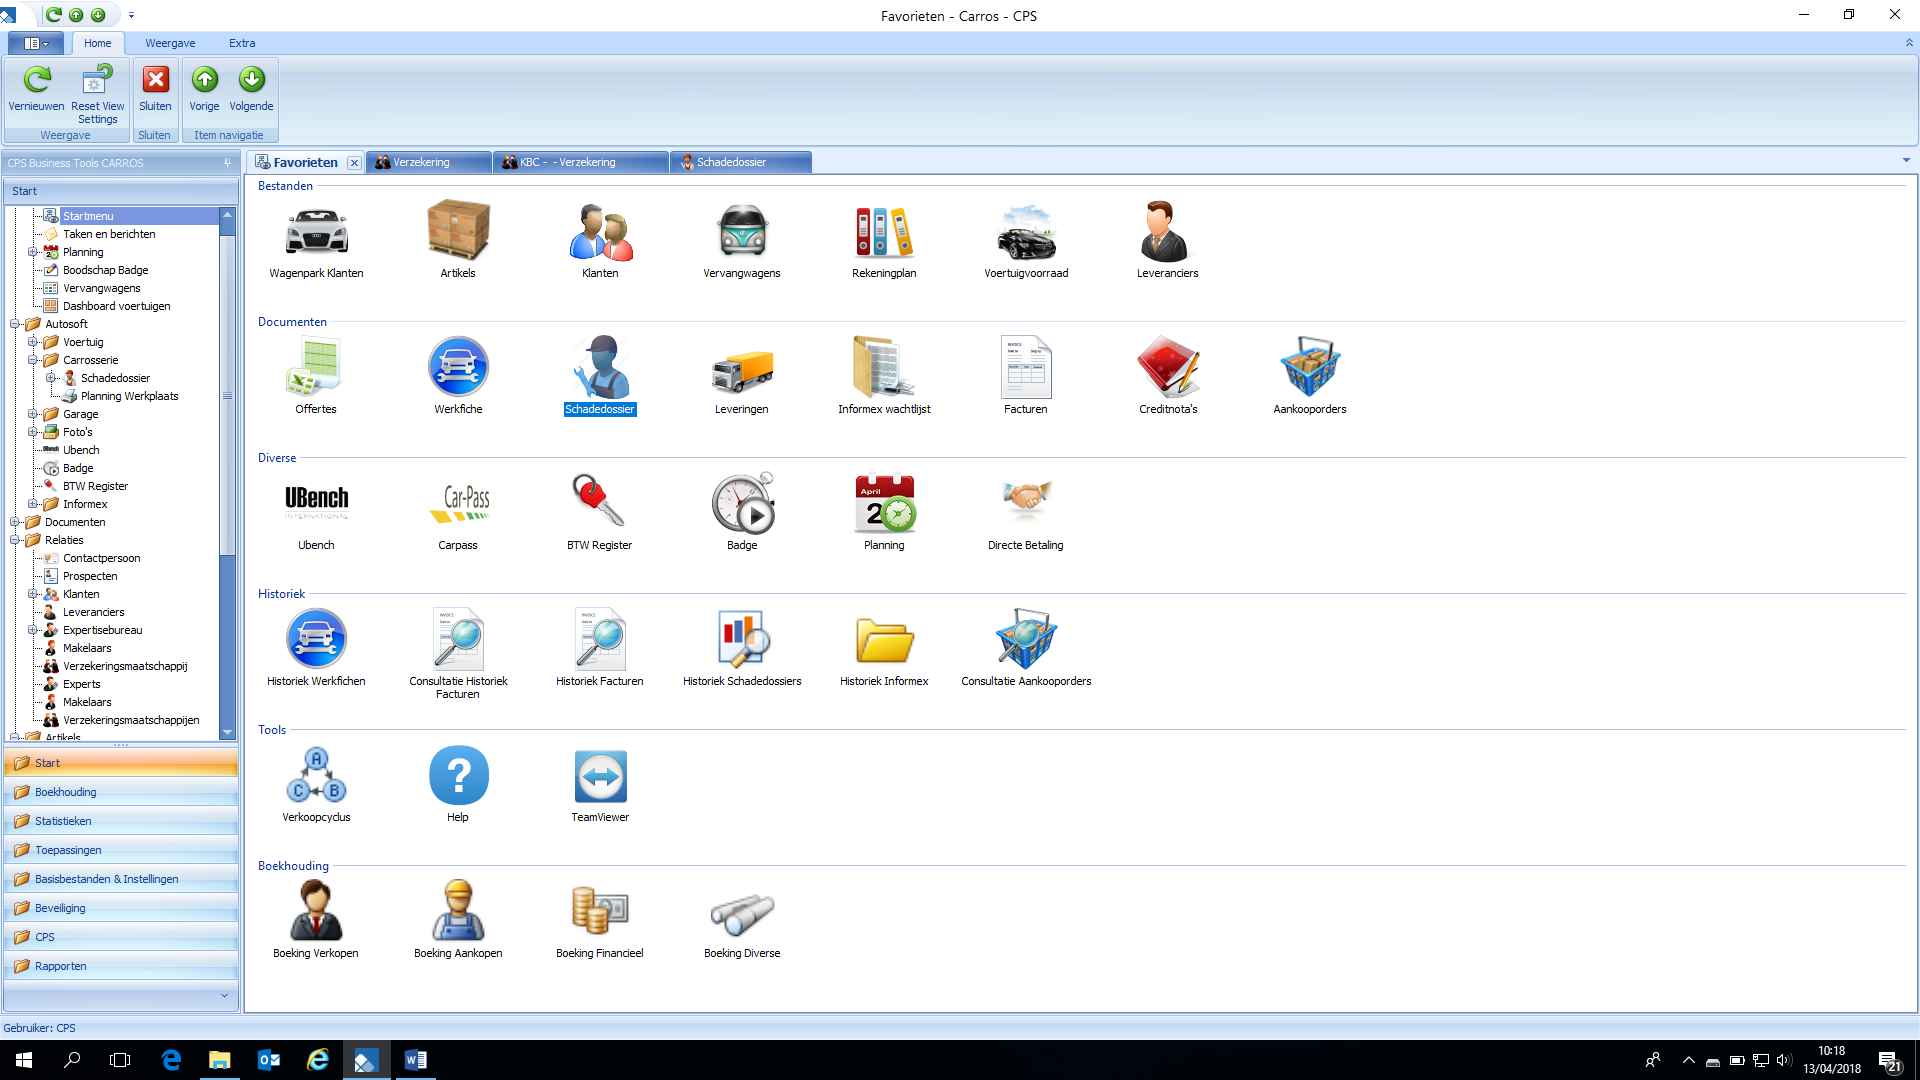 Favorieten - Carros - CPS
Home Weergave Extra
Vernieuwen Reset View Settings Sluiten Vorige Volgende
Weergave Sluiten Item navigatie
CPS Business Tools CARROS
Start
Startmenu
Taken en berichten
Planning
Boodschap Badge
Vervangwagens
Dashboard voertuigen
Autosoft
Voertuig
Carrosserie
Schadedossier
Planning Werkplaats
Garage
Foto's
Ubench
Badge
BTW Register
Informex
Documenten
Relaties
Contactpersoon
Prospecten
Klanten
Leveranciers
Expertisebureau
Makelaars
Verzekeringsmaatschappij
Experts
Makelaars
Verzekeringsmaatschappijen
Artikels
Start
Boekhouding
Statistieken
Toepassingen
Basisbestanden & Instellingen
Beveiliging
CPS
Rapporten
Favorieten Verzekering KBC - - Verzekering Schadedossier
Bestanden
Wagenpark Klanten Artikels Klanten Vervangwagens Rekeningplan Voertuigvoorraad Leveranciers
Documenten
INVOICE
Offertes Werkfiche Schadedossier Leveringen Informex wachtlijst Facturen Creditnota's Aankooporders
Diverse
UBench INTERNATIONAL Car-Pass April 2
Ubench Carpass BTW Register Badge Planning Directe Betaling
Historiek
INVOICE INVOICE
Historiek Werkfichen Consultatie Historiek Facturen Historiek Facturen Historiek Schadedossiers Historiek Informex Consultatie Aankooporders
Tools
A C B ?
Verkoopcyclus Help TeamViewer
Boekhouding
Boeking Verkopen Boeking Aankopen Boeking Financieel Boeking Diverse
Gebruiker: CPS
10:18
13/04/2018
21